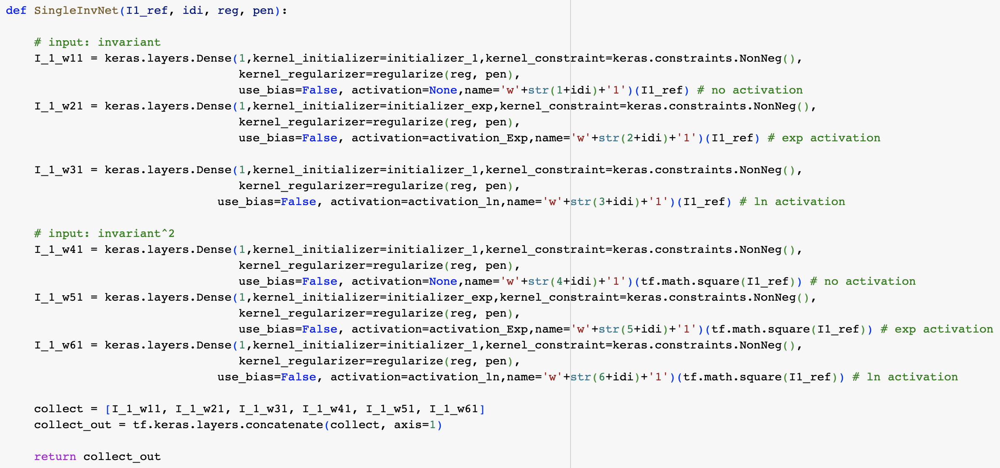 def SingleInvNet(I1_ref, idi, reg, pen):
# input: invariant
I_1_w11 = keras.layers.Dense(1,kernel_initializer=initializer_1,kernel_constraint=keras.constraints.NonNeg(),
kernel_regularizer=regularize(reg, pen),
use_bias=False, activation=None,name='w'+str(1+idi)+'1')(I1_ref) # no activation
I_1_w21 = keras.layers.Dense(1,kernel_initializer=initializer_exp,kernel_constraint=keras.constraints.NonNeg(),
kernel_regularizer=regularize(reg, pen),
use_bias=False, activation=activation_Exp,name='w'+str(2+idi)+'1')(I1_ref) # exp activation
I_1_w31 = keras.layers.Dense(1,kernel_initializer=initializer_1,kernel_constraint=keras.constraints.NonNeg(),
kernel_regularizer=regularize(reg, pen),
use_bias=False, activation=activation_ln,name='w'+str(3+idi)+'1')(I1_ref) # ln activation
# input: invariant^2
I_1_w41 = keras.layers.Dense(1,kernel_initializer=initializer_1,kernel_constraint=keras.constraints.NonNeg(),
kernel_regularizer=regularize(reg, pen),
use_bias=False, activation=None,name='w'+str(4+idi)+'1')(tf.math.square(I1_ref)) # no activation
I_1_w51 = keras.layers.Dense(1,kernel_initializer=initializer_exp,kernel_constraint=keras.constraints.NonNeg(),
kernel_regularizer=regularize(reg, pen),
use_bias=False, activation=activation_Exp,name='w'+str(5+idi)+'1')(tf.math.square(I1_ref)) # exp activation
I_1_w61 = keras.layers.Dense(1,kernel_initializer=initializer_1,kernel_constraint=keras.constraints.NonNeg(),
kernel_regularizer=regularize(reg, pen),
use_bias=False, activation=activation_ln,name='w'+str(6+idi)+'1')(tf.math.square(I1_ref)) # ln activation
collect = [I_1_w11, I_1_w21, I_1_w31, I_1_w41, I_1_w51, I_1_w61]
collect_out = tf.keras.layers.concatenate(collect, axis=1)
return collect_out